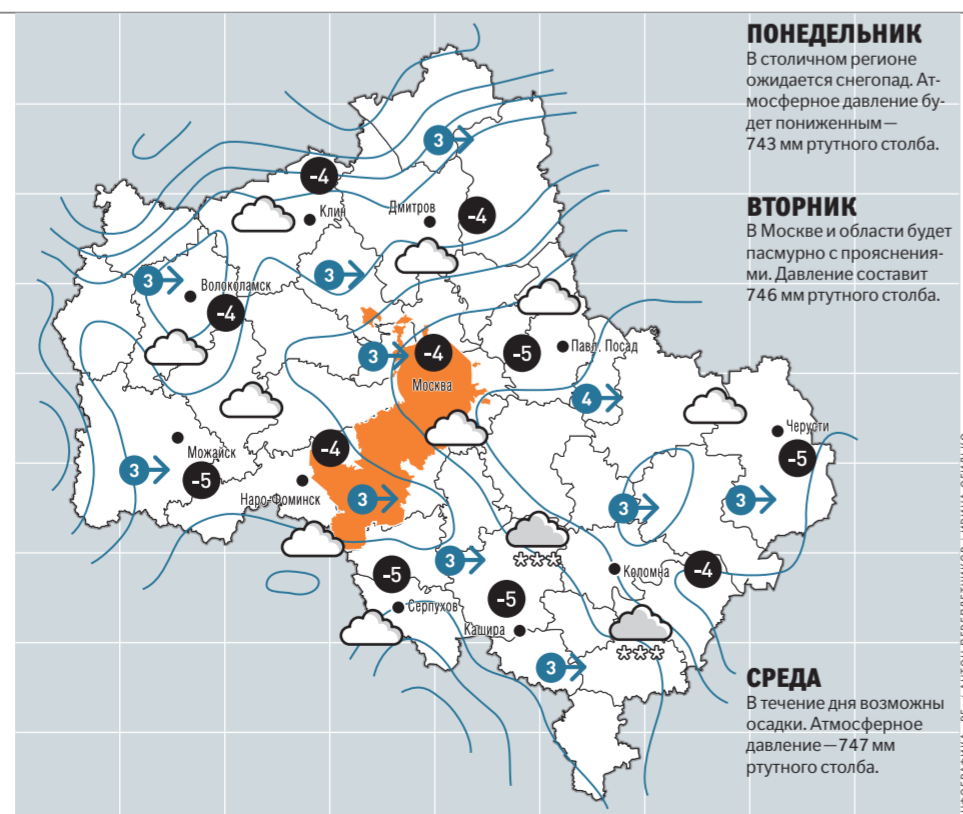 ПОНЕДЕЛЬНИК
В столичном регионе
ожидается снегопад. Ат-
мосферное давление бу-
дет пониженным—
743 мм ртутного столба.
ВТОРНИК
В Москве и области будет
пасмурно с прояснения-
ми. Давление составит
746 мм ртутного столба.
СРЕДА
В течение дня возможны
осадки. Атмосферное
давление—747 мм
ртутного столба.
3
-4
Клин
Дмитров
-4
3
3
Волоколамск
-4
3
-4
Москва
-5
Павл. Посад
4
Можайск
3
-5
-4
Наро-Фоминск
3
Черусти
-5
3
3
3
-5
Серпухов
-5
Кашира
Коломна
-4
3